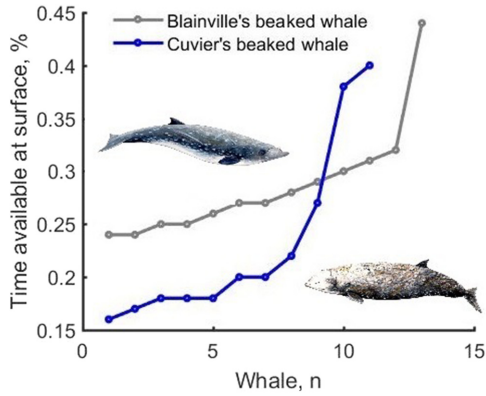 Blainville's beaked whale
Cuvier's beaked whale
Time available at surface, %
0.45
0.4
0.35
0.3
0.25
0.2
0.15
0
5
10
15
Whale, n